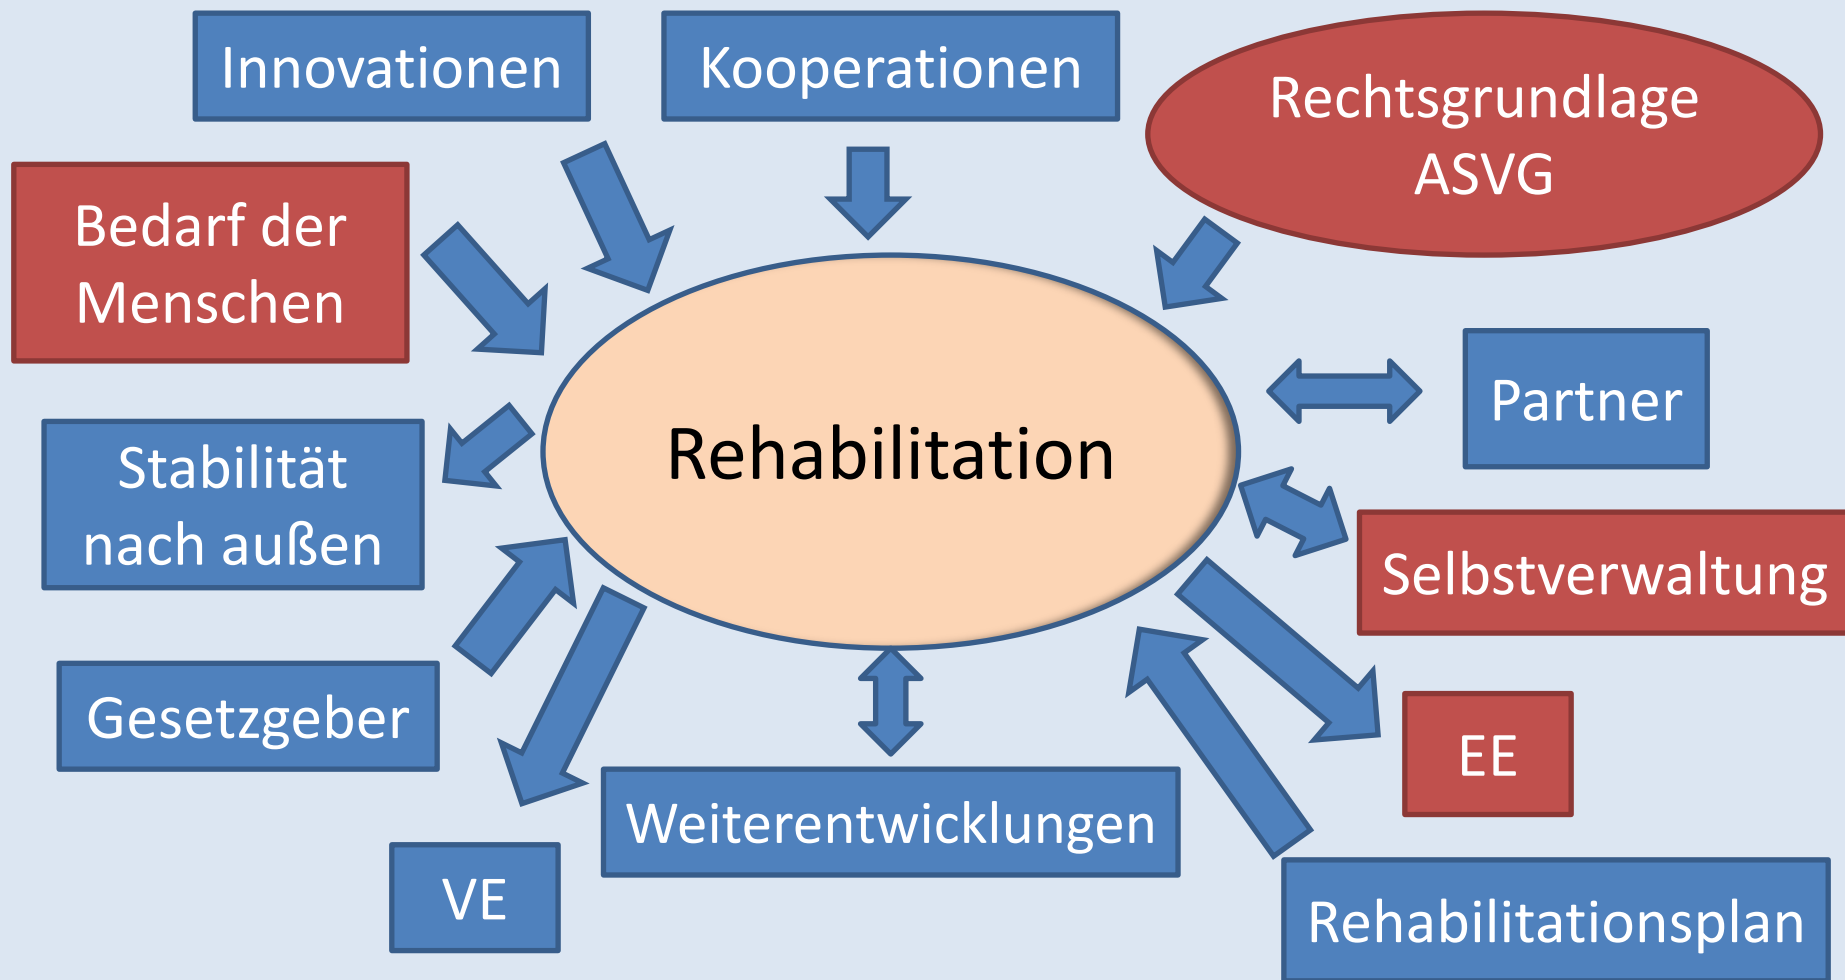 Innovationen
Kooperationen
Rechtsgrundlage
ASVG
Bedarf der
Menschen
Partner
Rehabilitation
Stabilität
nach außen
Selbstverwaltung
Gesetzgeber
EE
Weiterentwicklungen
VE
Rehabilitationsplan